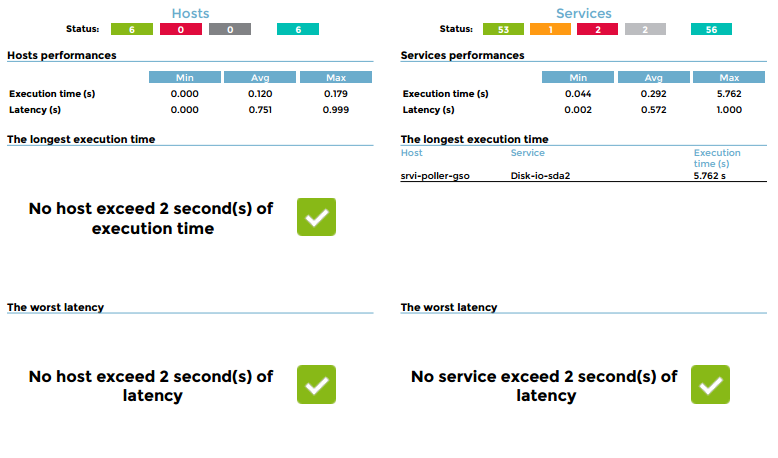 Hosts
Status: 6 0 0 6
Hosts performances
Min Avg Max
Execution time (s) 0.000 0.120 0.179
Latency (s) 0.000 0.751 0.999
The longest execution time
No host exceed 2 second(s) of
execution time
The worst latency
No host exceed 2 second(s) of
latency
Services
Status: 53 1 2 2 56
Services performances
Min Avg Max
Execution time (s) 0.044 0.292 5.762
Latency (s) 0.002 0.572 1.000
The longest execution time
Host Service Execution
time (s)
srvi-poller-gso Disk-io-sda2 5.762 s
The worst latency
No service exceed 2 second(s) of
latency